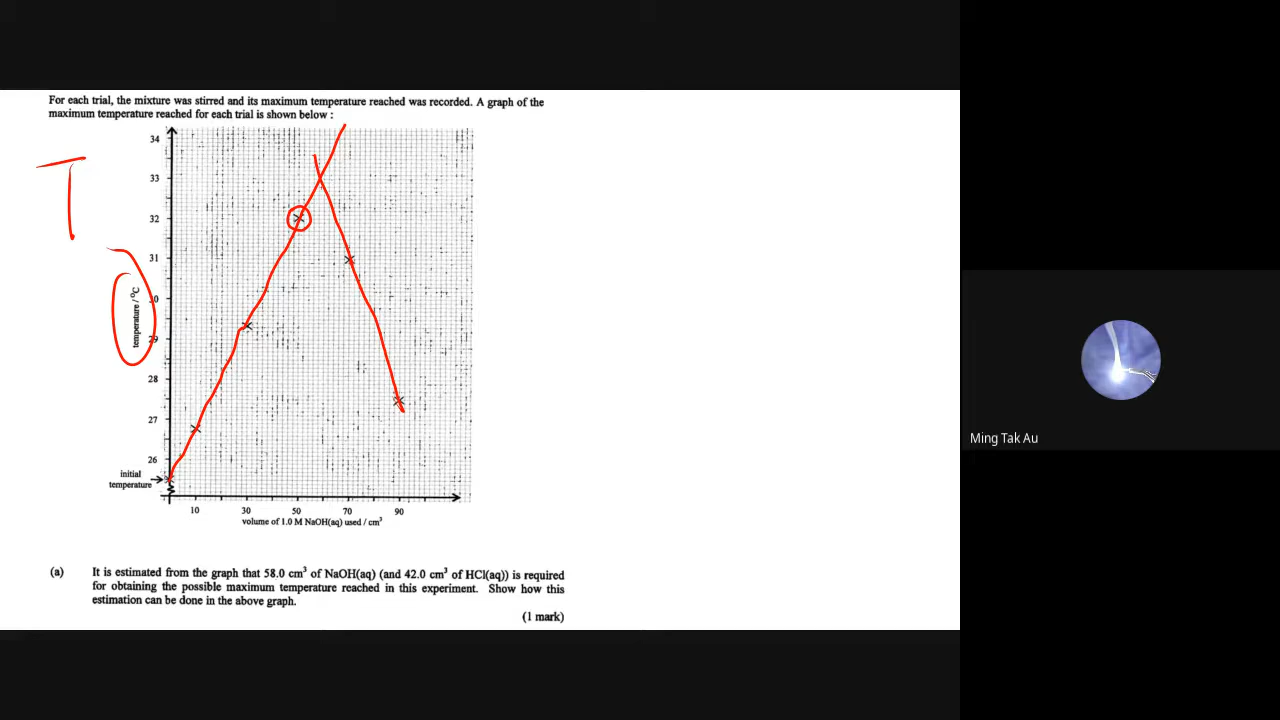 For each trial, the mixture was stirred and its maximum temperature reached was recorded. A graph of the
maximum temperature reached for each trial is shown below :
34
33
T
32
31
temperature / °C
0
29
28
27
26
initial
temperature
10 30 50 70 90
volume of 1.0 M NaOH(aq) used / cm³
(a) It is estimated from the graph that 58.0 cm³ of NaOH(aq) (and 42.0 cm³ of HCl(aq)) is required
for obtaining the possible maximum temperature reached in this experiment. Show how this
estimation can be done in the above graph.
(1 mark)
Ming Tak Au